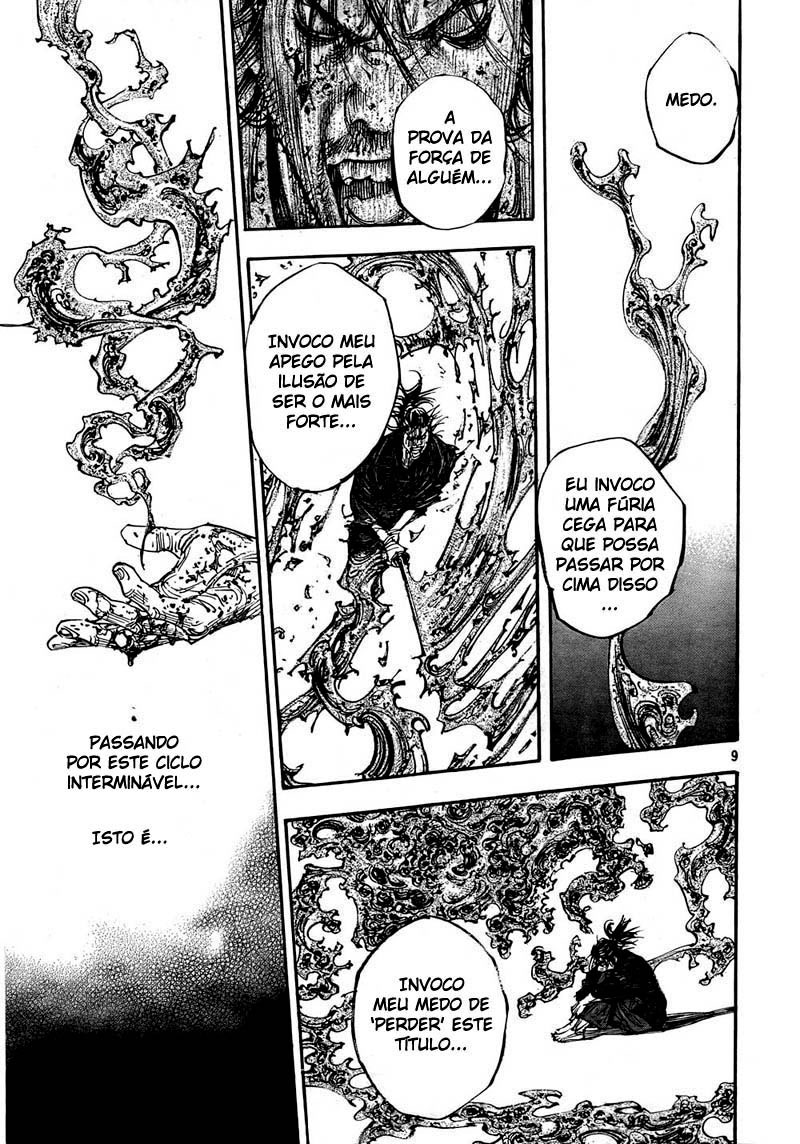 MEDO.
EU INVOCO
UMA FÚRIA
CEGA PARA
QUE POSSA
PASSAR POR
CIMA DISSO
...
A
PROVA DA
FORÇA DE
ALGUÉM...
INVOCO MEU
APEGO PELA
ILUSÃO DE
SER O MAIS
FORTE...
INVOCO
MEU MEDO DE
‘PERDER’ ESTE
TÍTULO...
PASSANDO
POR ESTE CICLO
INTERMINÁVEL...
ISTO É...
9